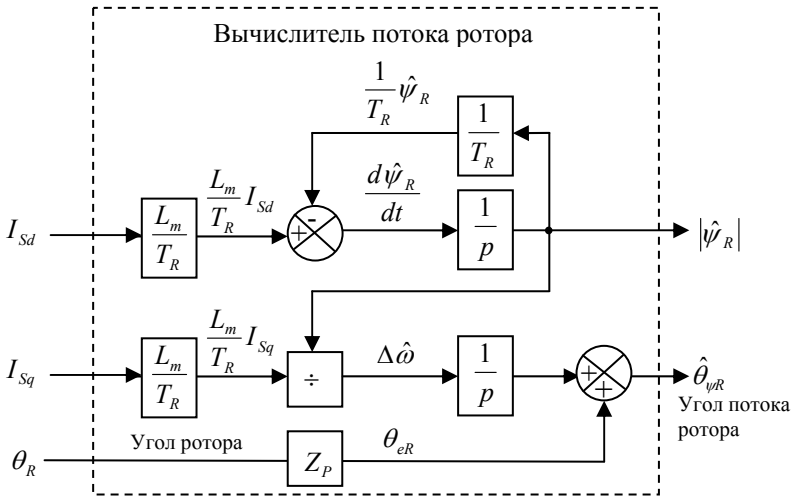 Вычислитель потока ротора
1/T_R ψ̂_R
1/T_R
I_Sd
L_m/T_R
L_m/T_R I_Sd
-
+
dψ̂_R/dt
1/p
|ψ̂_R|
I_Sq
L_m/T_R
L_m/T_R I_Sq
÷
Δω̂
1/p
+
+
θ̂_ψR
Угол потока
ротора
θ_R
Угол ротора
Z_P
θ_eR